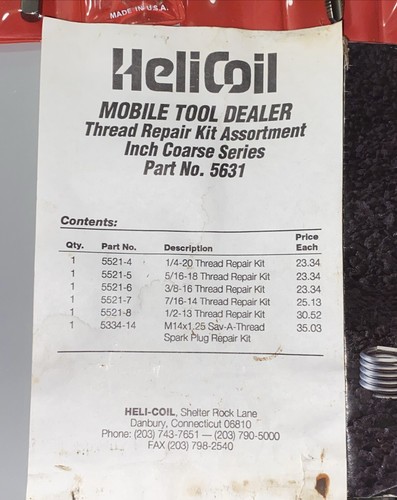 MADE IN U.S.A.
HeliCoil
MOBILE TOOL DEALER
Thread Repair Kit Assortment
Inch Coarse Series
Part No. 5631
Contents:
Qty. Part No. Description Price Each
1 5521-4 1/4-20 Thread Repair Kit 23.34
1 5521-5 5/16-18 Thread Repair Kit 23.34
1 5521-6 3/8-16 Thread Repair Kit 23.34
1 5521-7 7/16-14 Thread Repair Kit 25.13
1 5521-8 1/2-13 Thread Repair Kit 30.52
1 5334-14 M14x1.25 Sav-A-Thread 35.03
Spark Plug Repair Kit
HELI-COIL, Shelter Rock Lane
Danbury, Connecticut 06810
Phone: (203) 743-7651 — (203) 790-5000
FAX (203) 798-2540